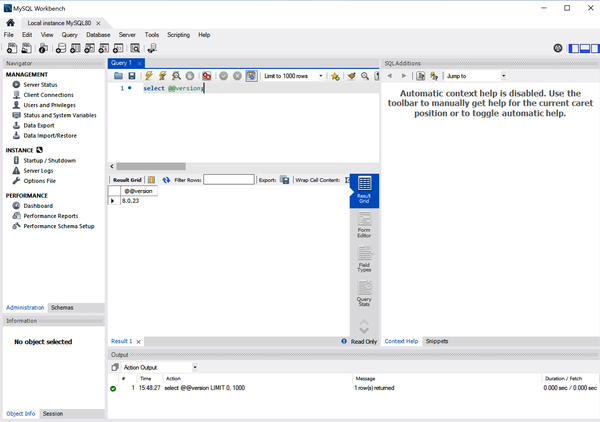 MySQL Workbench
Local instance MySQL80
File Edit View Query Database Server Tools Scripting Help
Navigator
MANAGEMENT
Server Status
Client Connections
Users and Privileges
Status and System Variables
Data Export
Data Import/Restore
INSTANCE
Startup / Shutdown
Server Logs
Options File
PERFORMANCE
Dashboard
Performance Reports
Performance Schema Setup
Administration Schemas
Information
No object selected
Object Info Session
Query 1
Limit to 1000 rows
1 select @@version;
Result Grid Filter Rows: Export: Wrap Cell Content:
@@version
8.0.23
Result Grid
Form Editor
Field Types
Query Stats
Result 1 Read Only
SQLAdditions
Jump to
Automatic context help is disabled. Use the
toolbar to manually get help for the current caret
position or to toggle automatic help.
Context Help Snippets
Output
Action Output
# Time Action Message Duration / Fetch
1 15:48:27 select @@version LIMIT 0, 1000 1 row(s) returned 0.000 sec / 0.000 sec